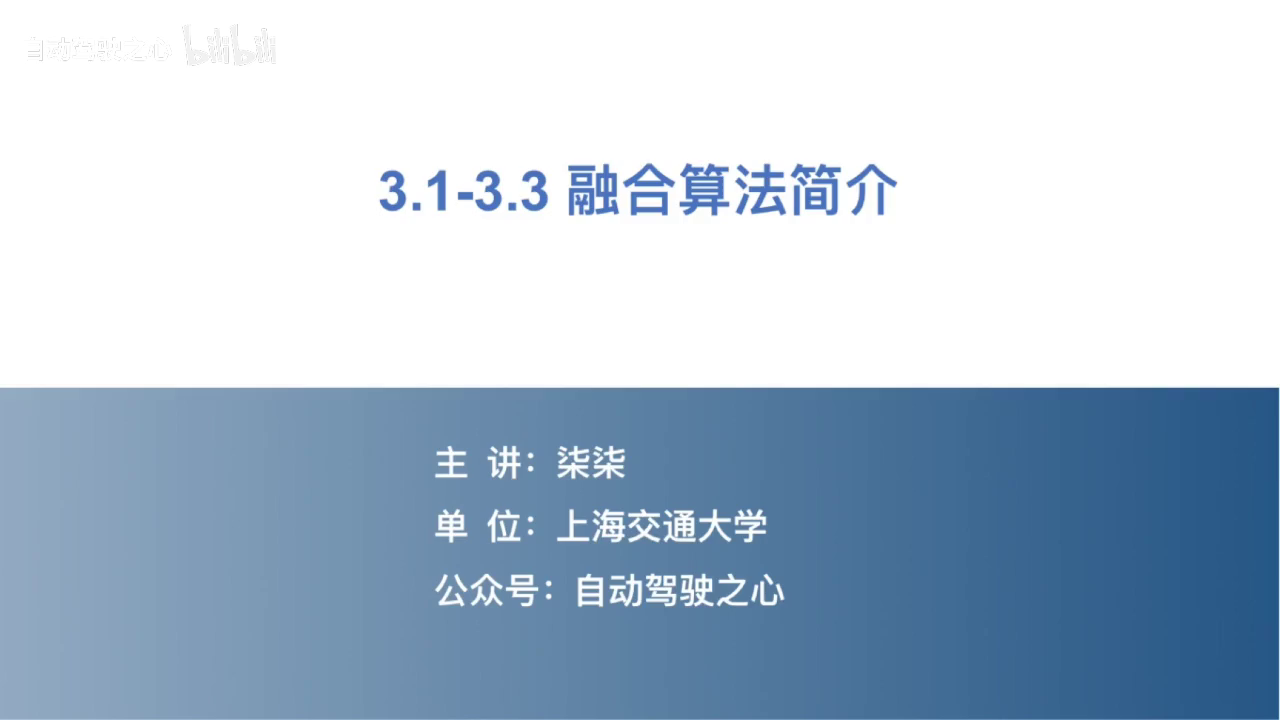 自动驾驶之心 bilibili
3.1-3.3 融合算法简介
主 讲：柒柒
单 位：上海交通大学
公众号：自动驾驶之心